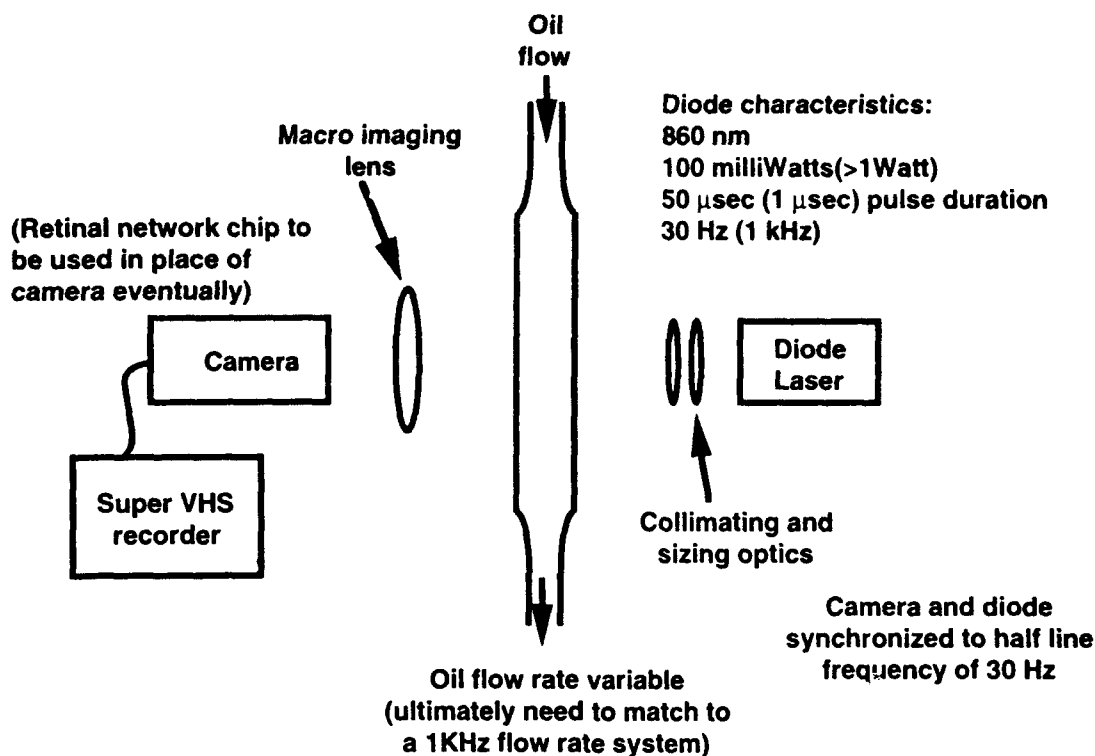 Oil
flow
Macro imaging
lens
Diode characteristics:
860 nm
100 milliWatts(>1Watt)
50 μsec (1 μsec) pulse duration
30 Hz (1 kHz)
(Retinal network chip to
be used in place of
camera eventually)
Camera
Diode
Laser
Super VHS
recorder
Collimating and
sizing optics
Camera and diode
synchronized to half line
frequency of 30 Hz
Oil flow rate variable
(ultimately need to match to
a 1KHz flow rate system)